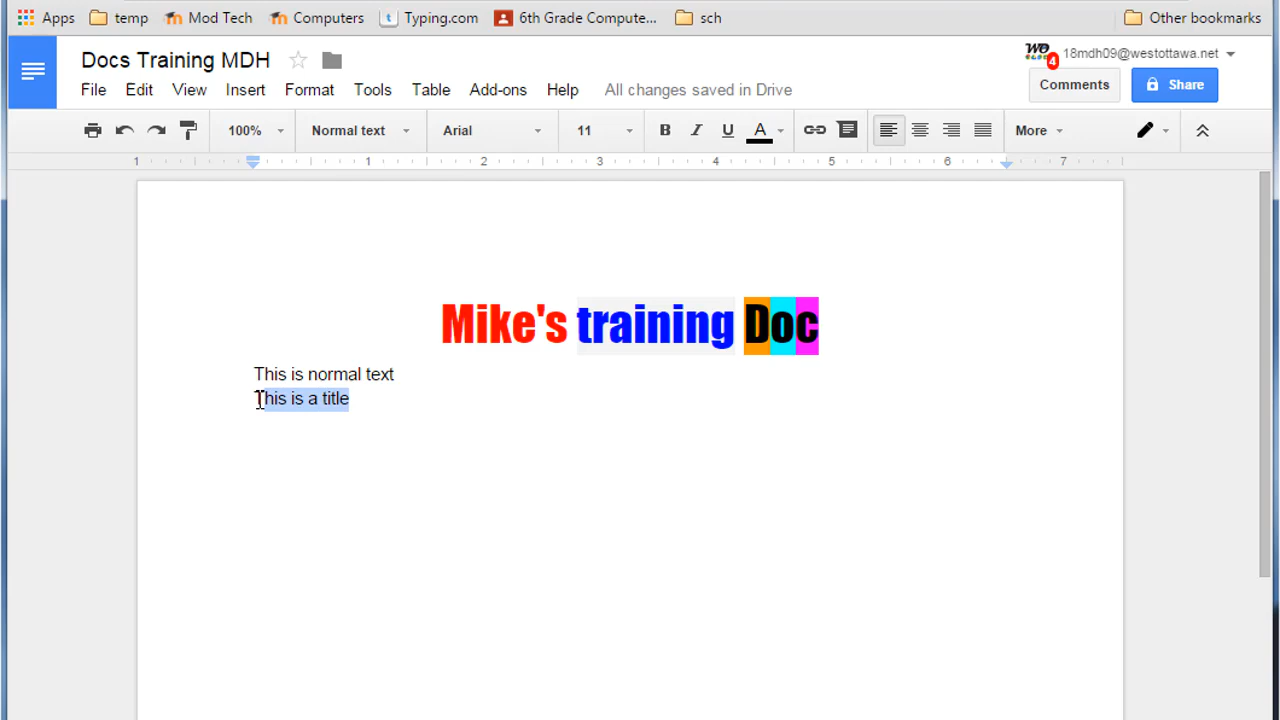 Apps temp Mod Tech Computers Typing.com 6th Grade Compute... sch Other bookmarks
Docs Training MDH
WO 4 18mdh09@westottawa.net
File Edit View Insert Format Tools Table Add-ons Help All changes saved in Drive
Comments Share
100% Normal text Arial 11 B I U A More
1 1 2 3 4 5 6 7
Mike's training Doc
This is normal text
This is a title